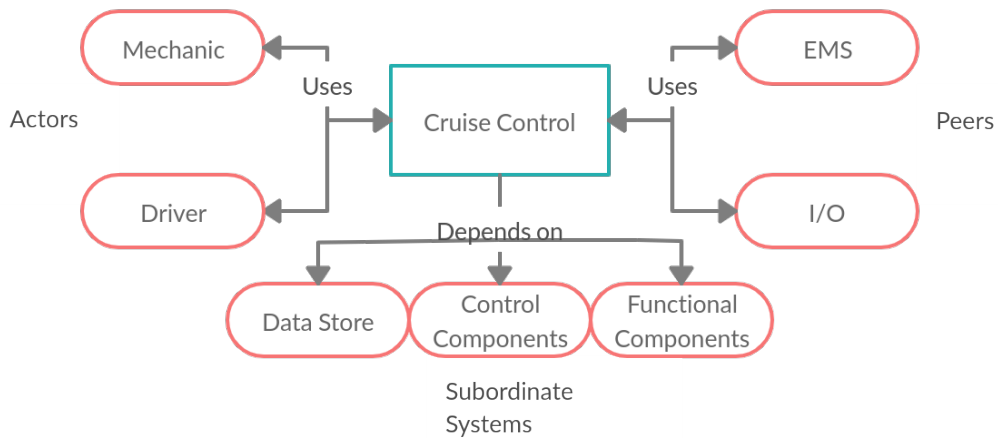 Mechanic
EMS
Uses
Uses
Actors
Cruise Control
Peers
Driver
I/O
Depends on
Data Store
Control
Components
Functional
Components
Subordinate
Systems